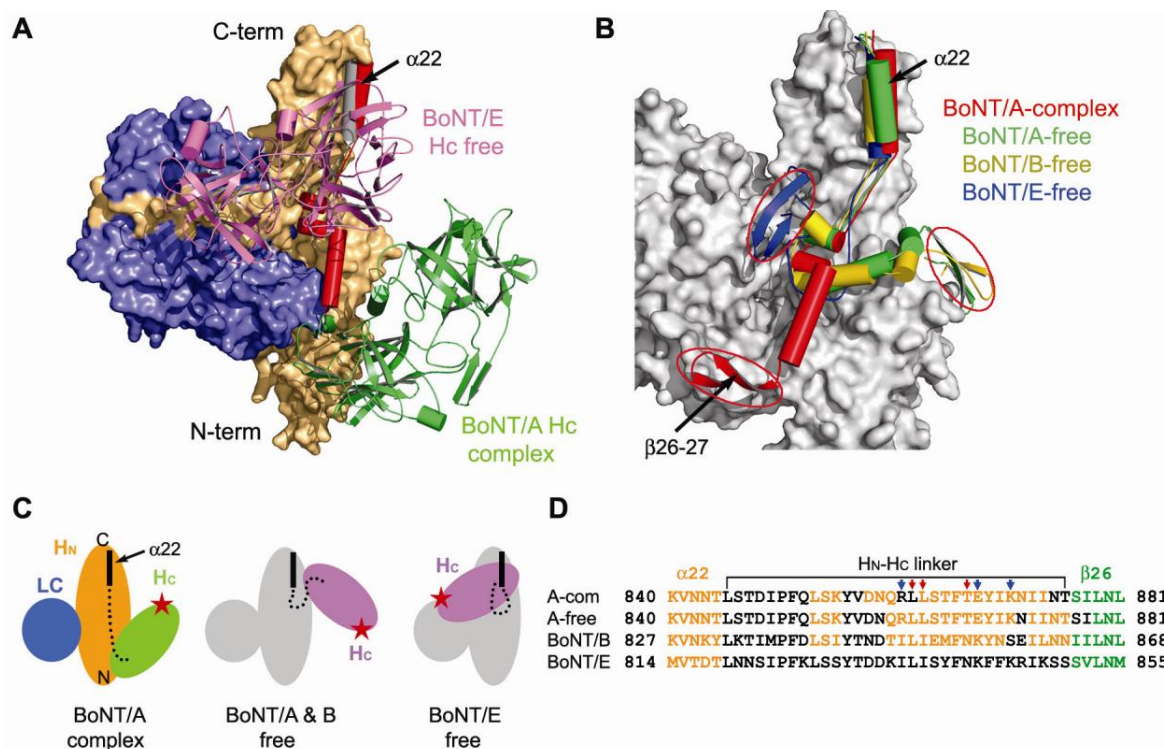 A
C-term
α22
BoNT/E
Hc free
N-term
BoNT/A Hc
complex
B
α22
BoNT/A-complex
BoNT/A-free
BoNT/B-free
BoNT/E-free
β26-27
C
HN
C
α22
LC
HC
N
BoNT/A
complex
HC
BoNT/A & B
free
HC
BoNT/E
free
D
α22 HN-HC linker β26
A-com 840 KVNNTLSTDIPFQLSKYVDNQRLLSTFTEYIKNIINTSILNL 881
A-free 840 KVNNTLSTDIPFQLSKYVDNQRLLSTFTEYIKNIINTSILNL 881
BoNT/B 827 KVNKYLKTIMPFDLSIYTNDTILIEMFNKYNSEILNNIILNL 868
BoNT/E 814 MVTDTLNNSIPFKLSSYTDDKILISYFNKFFKRIKSSSVLNM 855